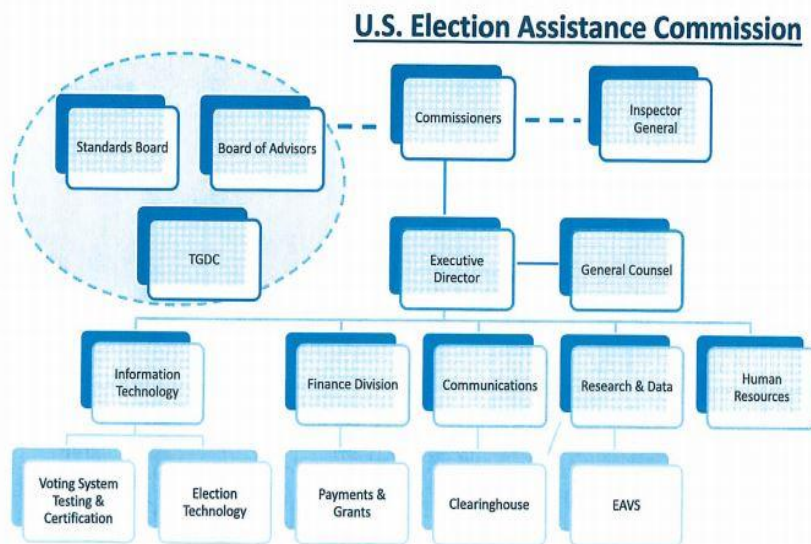 U.S. Election Assistance Commission
Standards Board
Board of Advisors
Commissioners
Inspector
General
TGDC
Executive
Director
General Counsel
Information
Technology
Finance Division
Communications
Research & Data
Human
Resources
Voting System
Testing &
Certification
Election
Technology
Payments &
Grants
Clearinghouse
EAVS